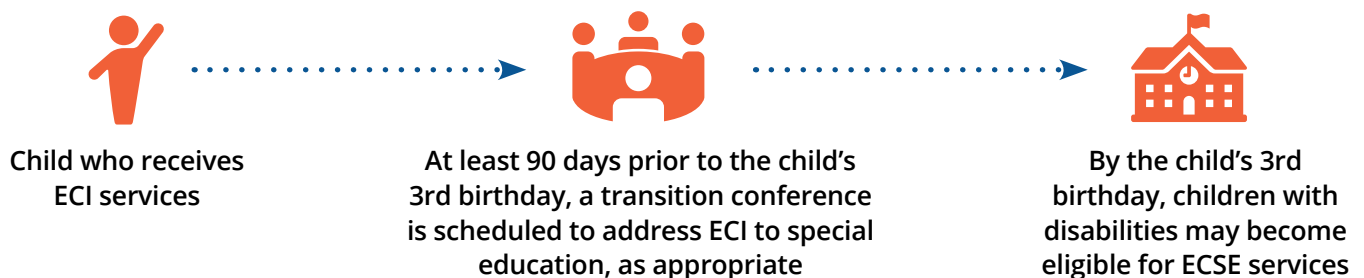 Child who receives
ECI services
At least 90 days prior to the child’s
3rd birthday, a transition conference
is scheduled to address ECI to special
education, as appropriate
By the child’s 3rd
birthday, children with
disabilities may become
eligible for ECSE services